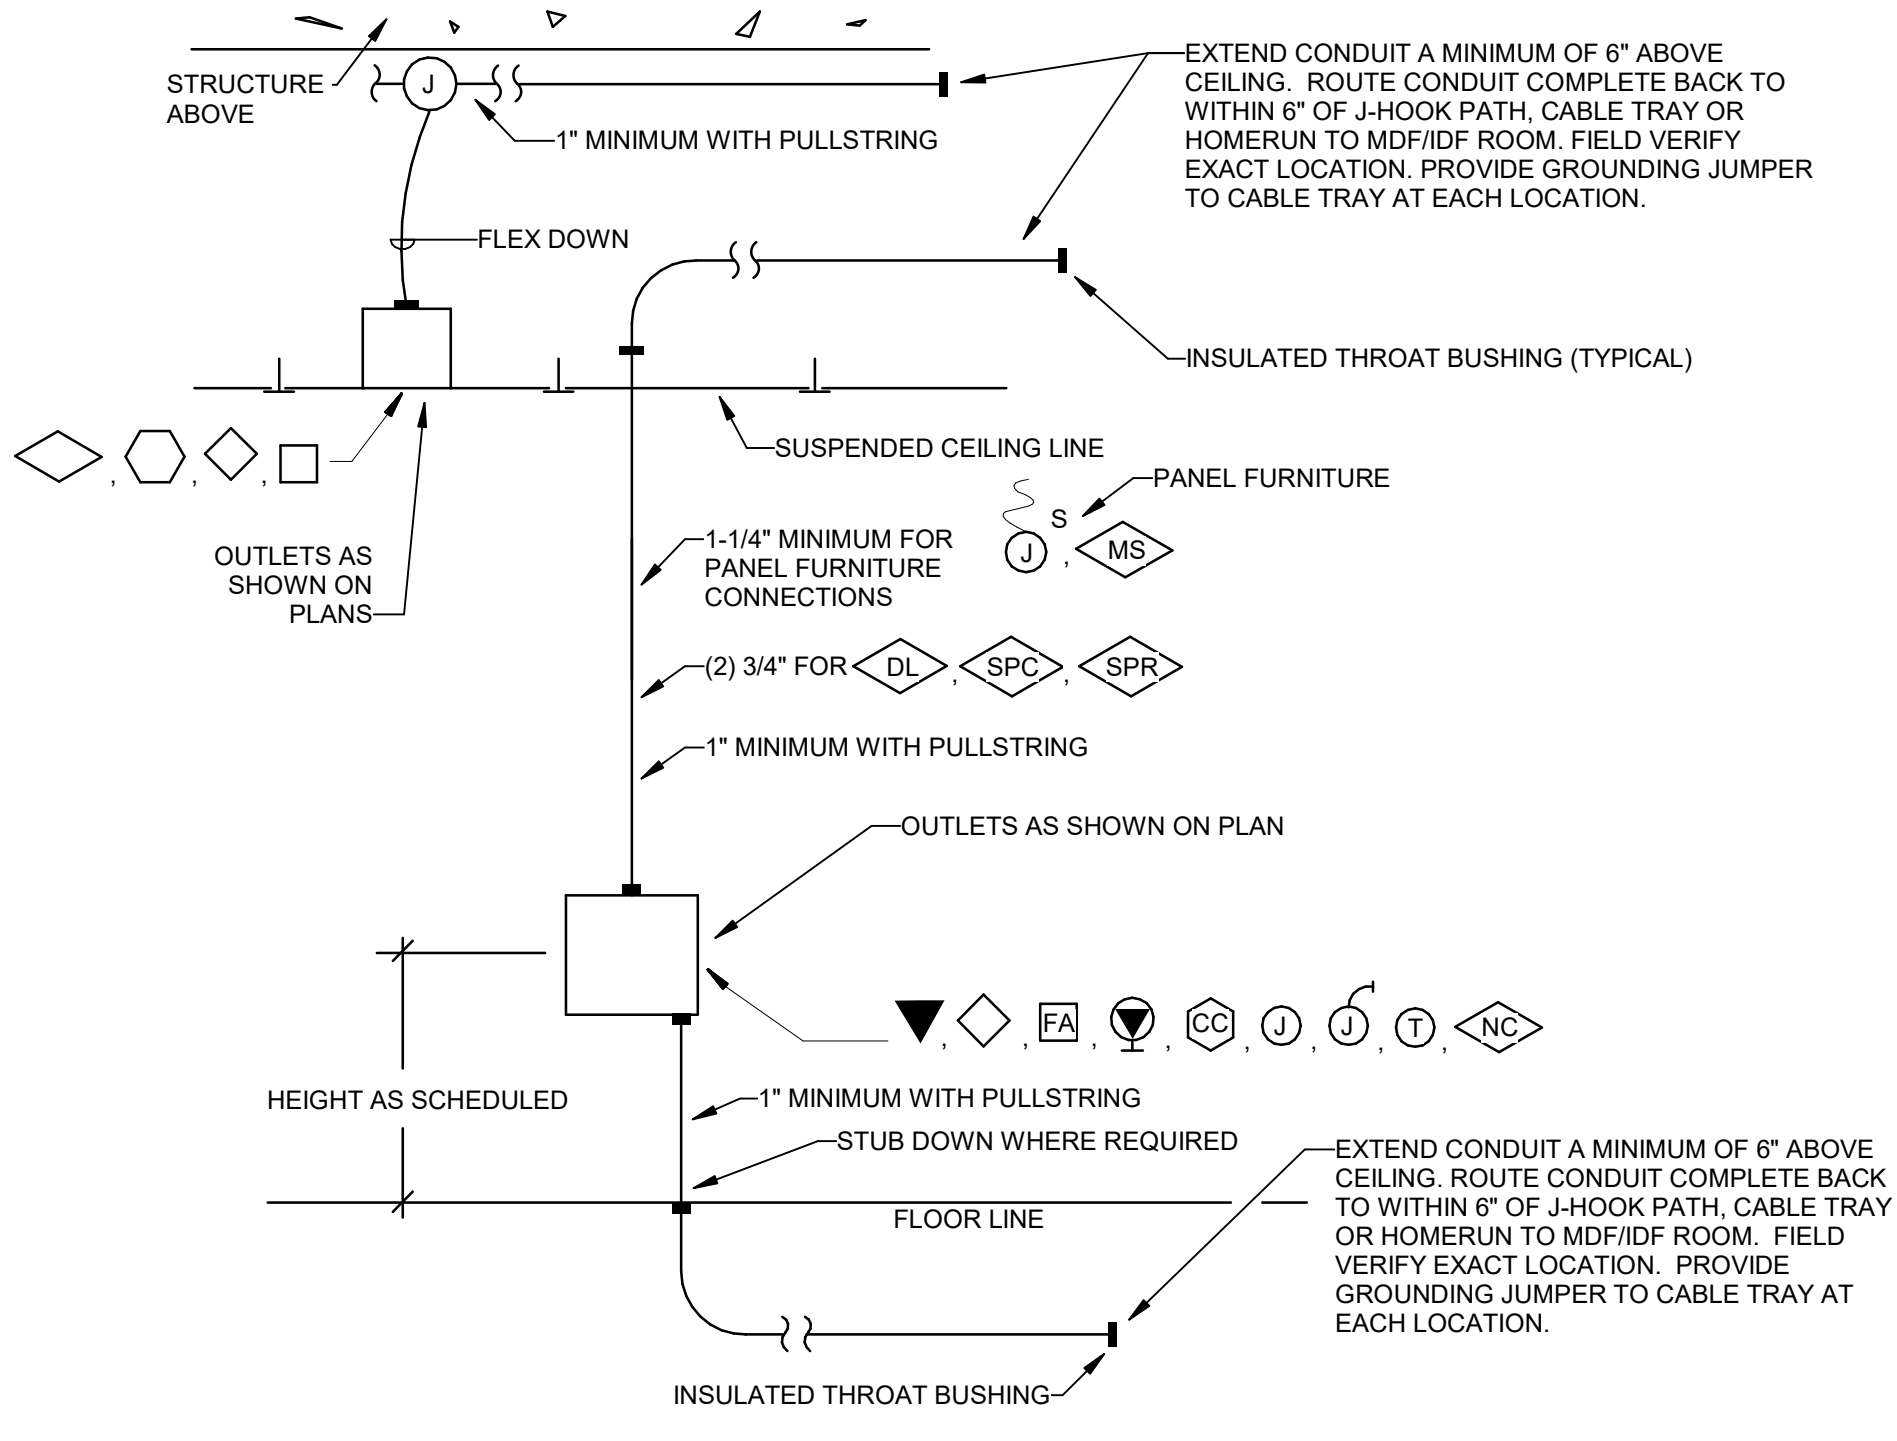 STRUCTURE
ABOVE
J
1" MINIMUM WITH PULLSTRING
EXTEND CONDUIT A MINIMUM OF 6" ABOVE
CEILING.  ROUTE CONDUIT COMPLETE BACK TO
WITHIN 6" OF J-HOOK PATH, CABLE TRAY OR
HOMERUN TO MDF/IDF ROOM. FIELD VERIFY
EXACT LOCATION. PROVIDE GROUNDING JUMPER
TO CABLE TRAY AT EACH LOCATION.
FLEX DOWN
INSULATED THROAT BUSHING (TYPICAL)
SUSPENDED CEILING LINE
, , ,
PANEL FURNITURE
S
J , MS
OUTLETS AS
SHOWN ON
PLANS
1-1/4" MINIMUM FOR
PANEL FURNITURE
CONNECTIONS
(2) 3/4" FOR DL , SPC , SPR
1" MINIMUM WITH PULLSTRING
OUTLETS AS SHOWN ON PLAN
, , FA , , CC , J , J , T , NC
HEIGHT AS SCHEDULED
1" MINIMUM WITH PULLSTRING
STUB DOWN WHERE REQUIRED
FLOOR LINE
EXTEND CONDUIT A MINIMUM OF 6" ABOVE
CEILING. ROUTE CONDUIT COMPLETE BACK
TO WITHIN 6" OF J-HOOK PATH, CABLE TRAY
OR HOMERUN TO MDF/IDF ROOM.  FIELD
VERIFY EXACT LOCATION.  PROVIDE
GROUNDING JUMPER TO CABLE TRAY AT
EACH LOCATION.
INSULATED THROAT BUSHING